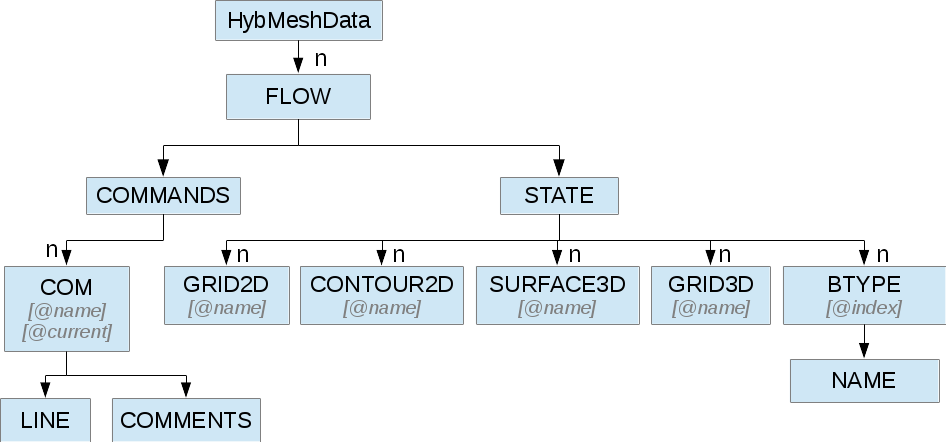 HybMeshData
n
FLOW
COMMANDS
STATE
n
n
n
n
n
n
COM
[@name]
[@current]
GRID2D
[@name]
CONTOUR2D
[@name]
SURFACE3D
[@name]
GRID3D
[@name]
BTYPE
[@index]
NAME
LINE
COMMENTS